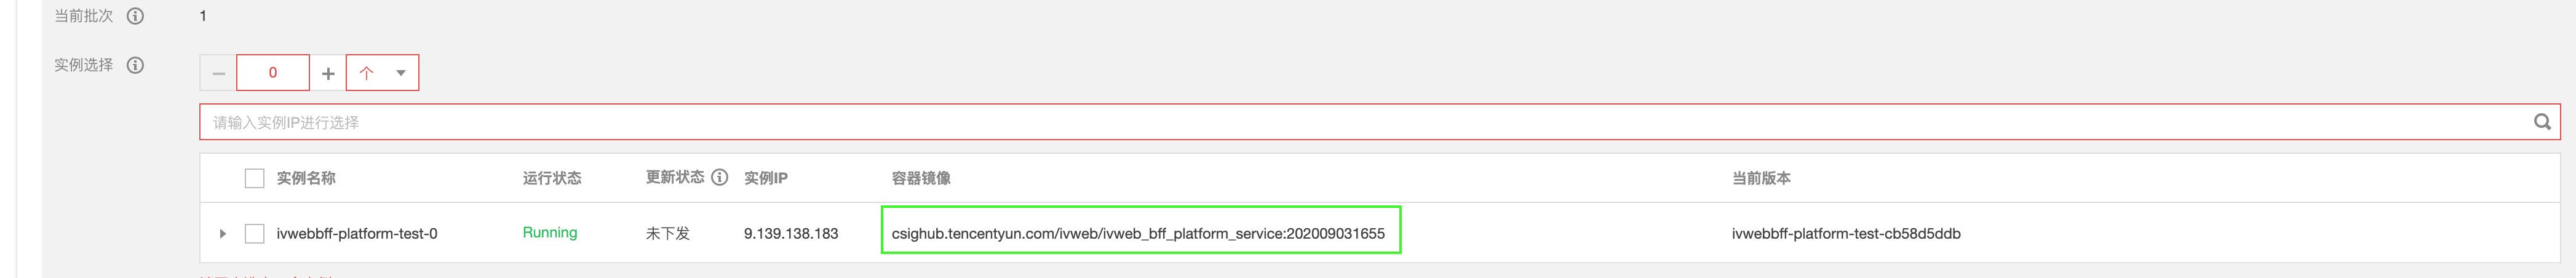 当前批次 1
实例选择 0 个
请输入实例IP进行选择
实例名称 运行状态 更新状态 实例IP 容器镜像 当前版本
ivwebbff-platform-test-0 Running 未下发 9.139.138.183 csighub.tencentyun.com/ivweb/ivweb_bff_platform_service:202009031655 ivwebbff-platform-test-cb58d5ddb